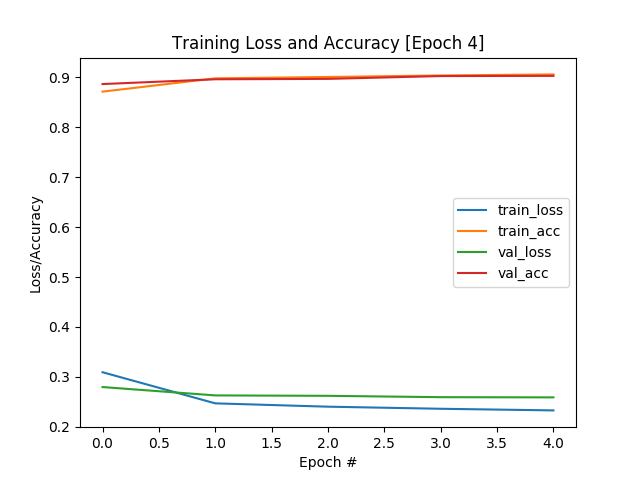 Training Loss and Accuracy [Epoch 4]
0.9
0.8
0.7
0.6
0.5
0.4
0.3
0.2
Loss/Accuracy
train_loss
train_acc
val_loss
val_acc
0.0 0.5 1.0 1.5 2.0 2.5 3.0 3.5 4.0
Epoch #